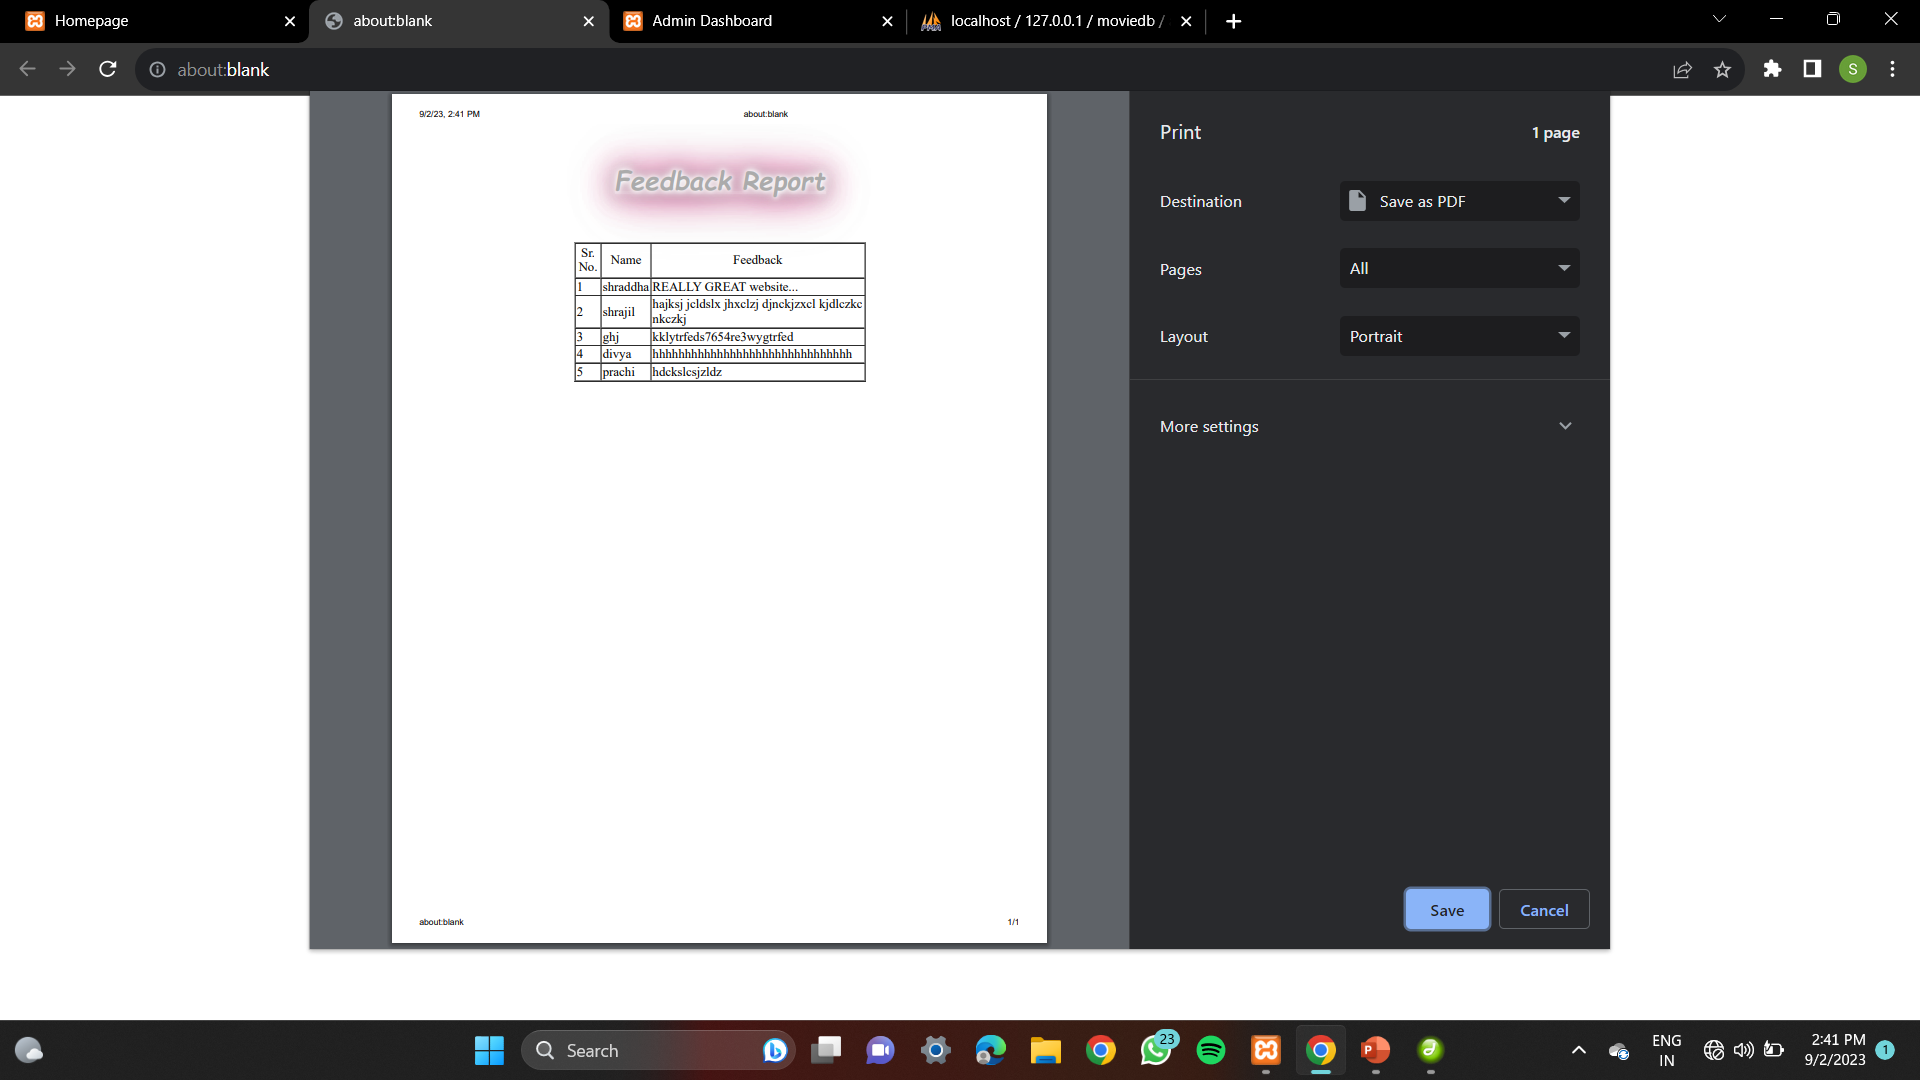 Homepage
about:blank
Admin Dashboard
localhost / 127.0.0.1 / moviedb /
about:blank
S
9/2/23, 2:41 PM
about:blank
Feedback Report
Sr. No.
Name
Feedback
1 shraddha REALLY GREAT website...
2 shrajil hajksj jcldslx jhxclzj djnckjzxcl kjdlczkc
nkczkj
3 ghj kklytrfeds7654re3wygtrfed
4 divya hhhhhhhhhhhhhhhhhhhhhhhhhhhhhhh
5 prachi hdckslcsjzldz
about:blank
1/1
Print
1 page
Destination
Save as PDF
Pages
All
Layout
Portrait
More settings
Save
Cancel
Search
23
ENG
IN
2:41 PM
9/2/2023
1